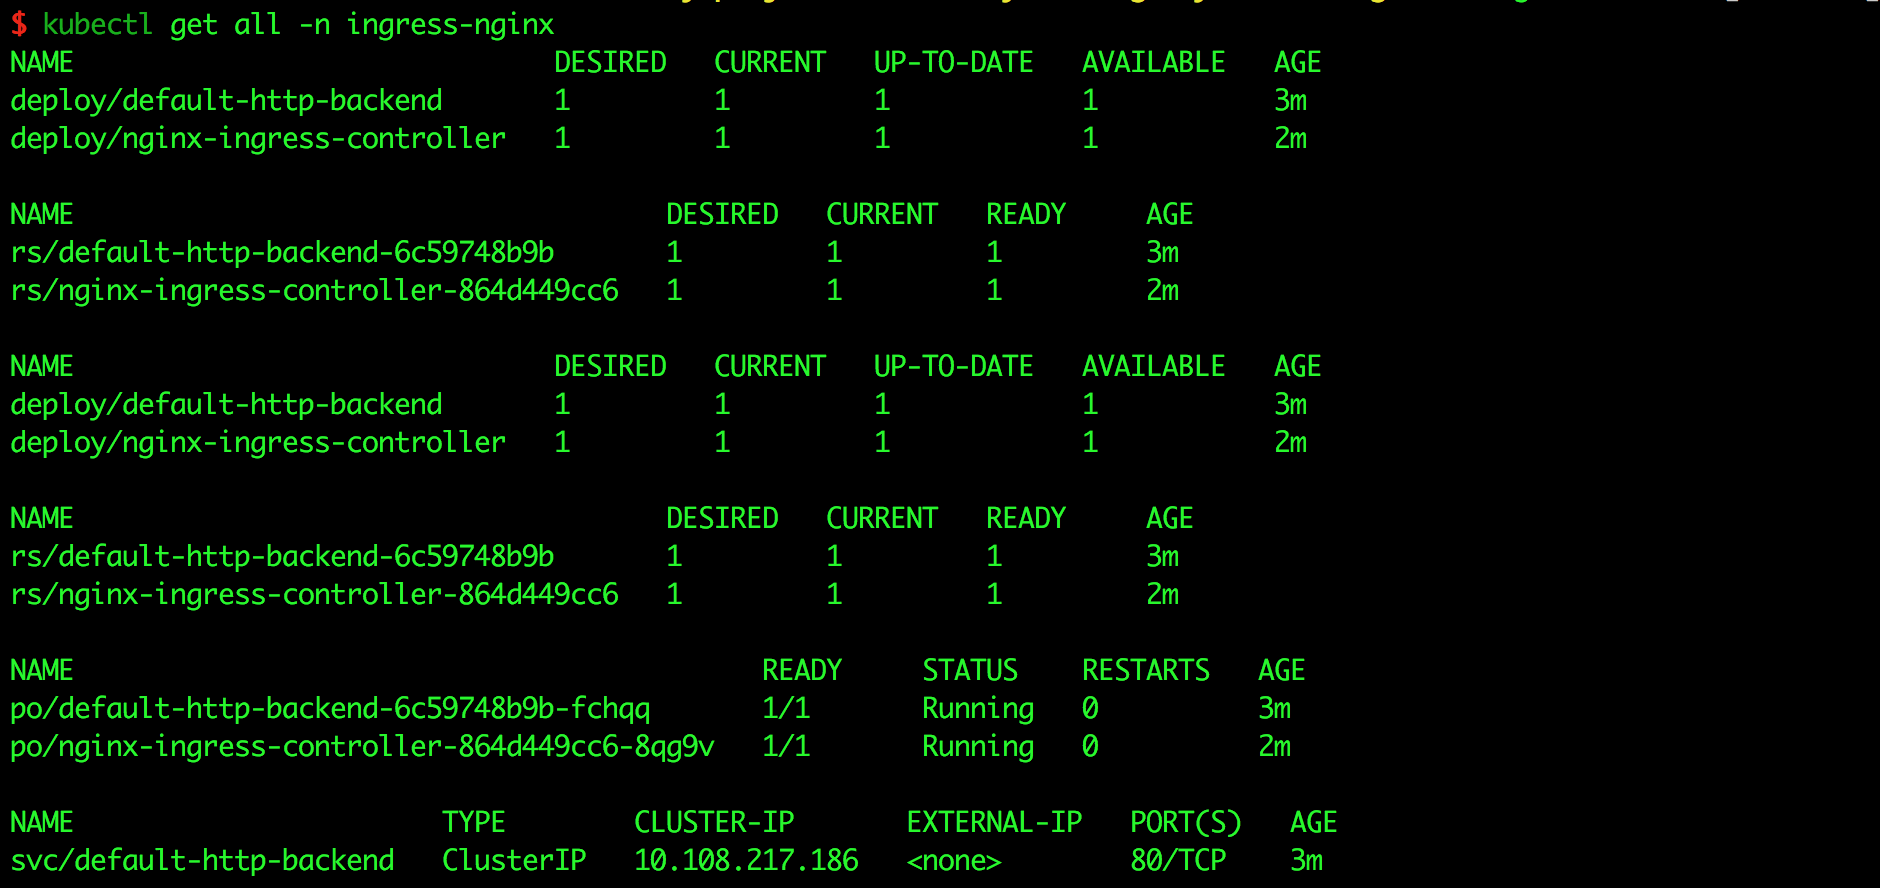 $ kubectl get all -n ingress-nginx
NAME DESIRED CURRENT UP-TO-DATE AVAILABLE AGE
deploy/default-http-backend 1 1 1 1 3m
deploy/nginx-ingress-controller 1 1 1 1 2m
NAME DESIRED CURRENT READY AGE
rs/default-http-backend-6c59748b9b 1 1 1 3m
rs/nginx-ingress-controller-864d449cc6 1 1 1 2m
NAME DESIRED CURRENT UP-TO-DATE AVAILABLE AGE
deploy/default-http-backend 1 1 1 1 3m
deploy/nginx-ingress-controller 1 1 1 1 2m
NAME DESIRED CURRENT READY AGE
rs/default-http-backend-6c59748b9b 1 1 1 3m
rs/nginx-ingress-controller-864d449cc6 1 1 1 2m
NAME READY STATUS RESTARTS AGE
po/default-http-backend-6c59748b9b-fchqq 1/1 Running 0 3m
po/nginx-ingress-controller-864d449cc6-8qg9v 1/1 Running 0 2m
NAME TYPE CLUSTER-IP EXTERNAL-IP PORT(S) AGE
svc/default-http-backend ClusterIP 10.108.217.186 <none> 80/TCP 3m